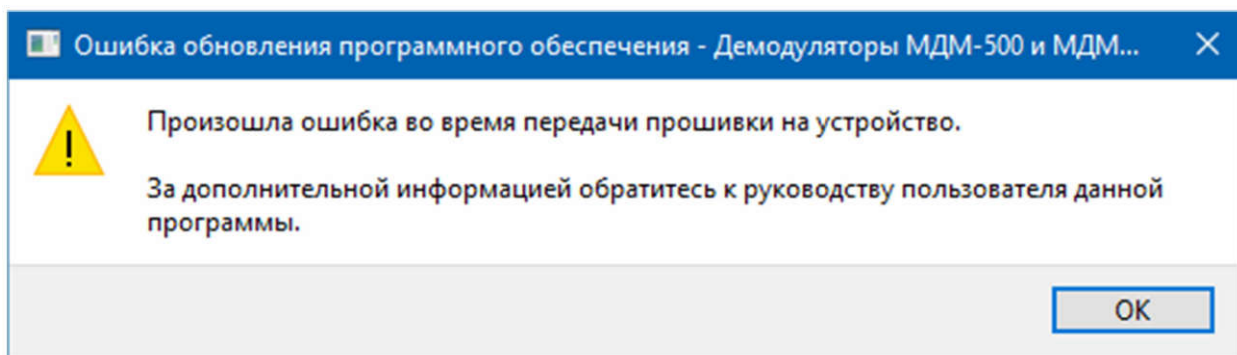 Ошибка обновления программного обеспечения - Демодуляторы МДМ-500 и МДМ...
Произошла ошибка во время передачи прошивки на устройство.
За дополнительной информацией обратитесь к руководству пользователя данной
программы.
OK